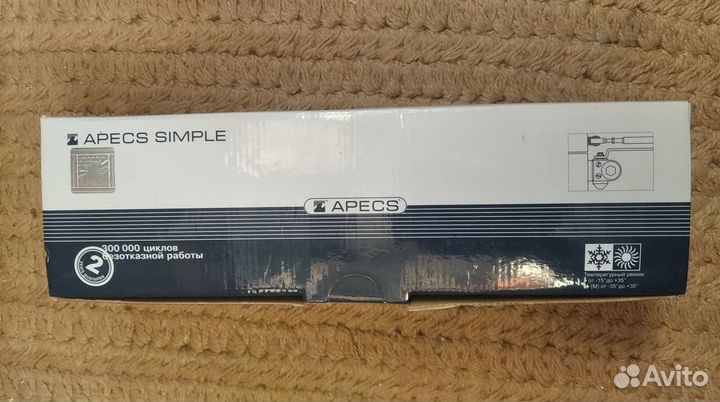 APECS SIMPLE
APECS
300 000 циклов
безотказной работы
2
Температурный режим
от -15° до +35°
(М) от -35° до +35°
Avito